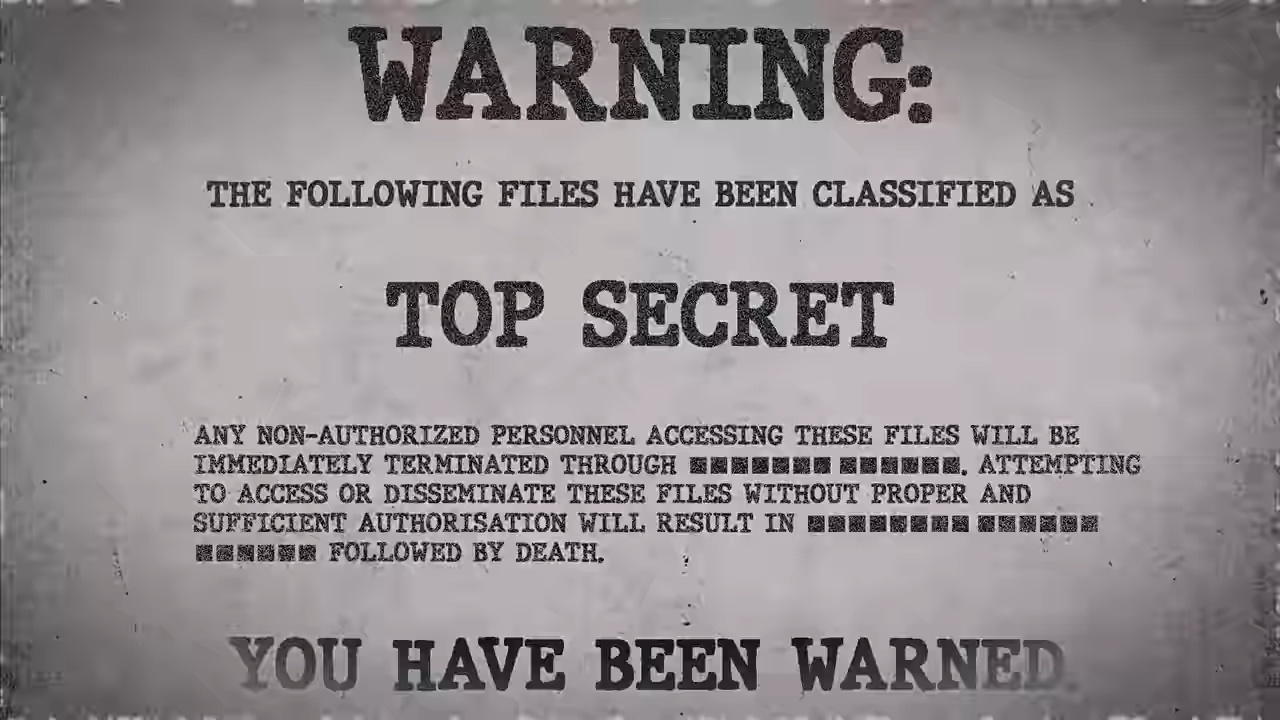 WARNING:
THE FOLLOWING FILES HAVE BEEN CLASSIFIED AS
TOP SECRET
ANY NON-AUTHORIZED PERSONNEL ACCESSING THESE FILES WILL BE
IMMEDIATELY TERMINATED THROUGH ■■■■■■■ ■■■■■■. ATTEMPTING
TO ACCESS OR DISSEMINATE THESE FILES WITHOUT PROPER AND
SUFFICIENT AUTHORISATION WILL RESULT IN ■■■■■■■■ ■■■■■■
■■■■■■ FOLLOWED BY DEATH.
YOU HAVE BEEN WARNED.